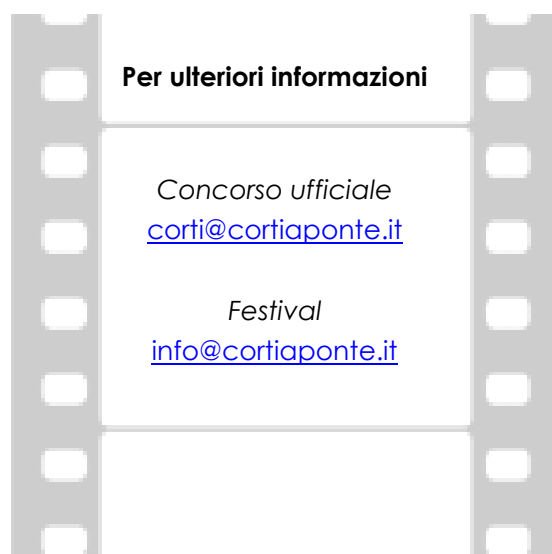 Per ulteriori informazioni
Concorso ufficiale
corti@cortiaponte.it
Festival
info@cortiaponte.it